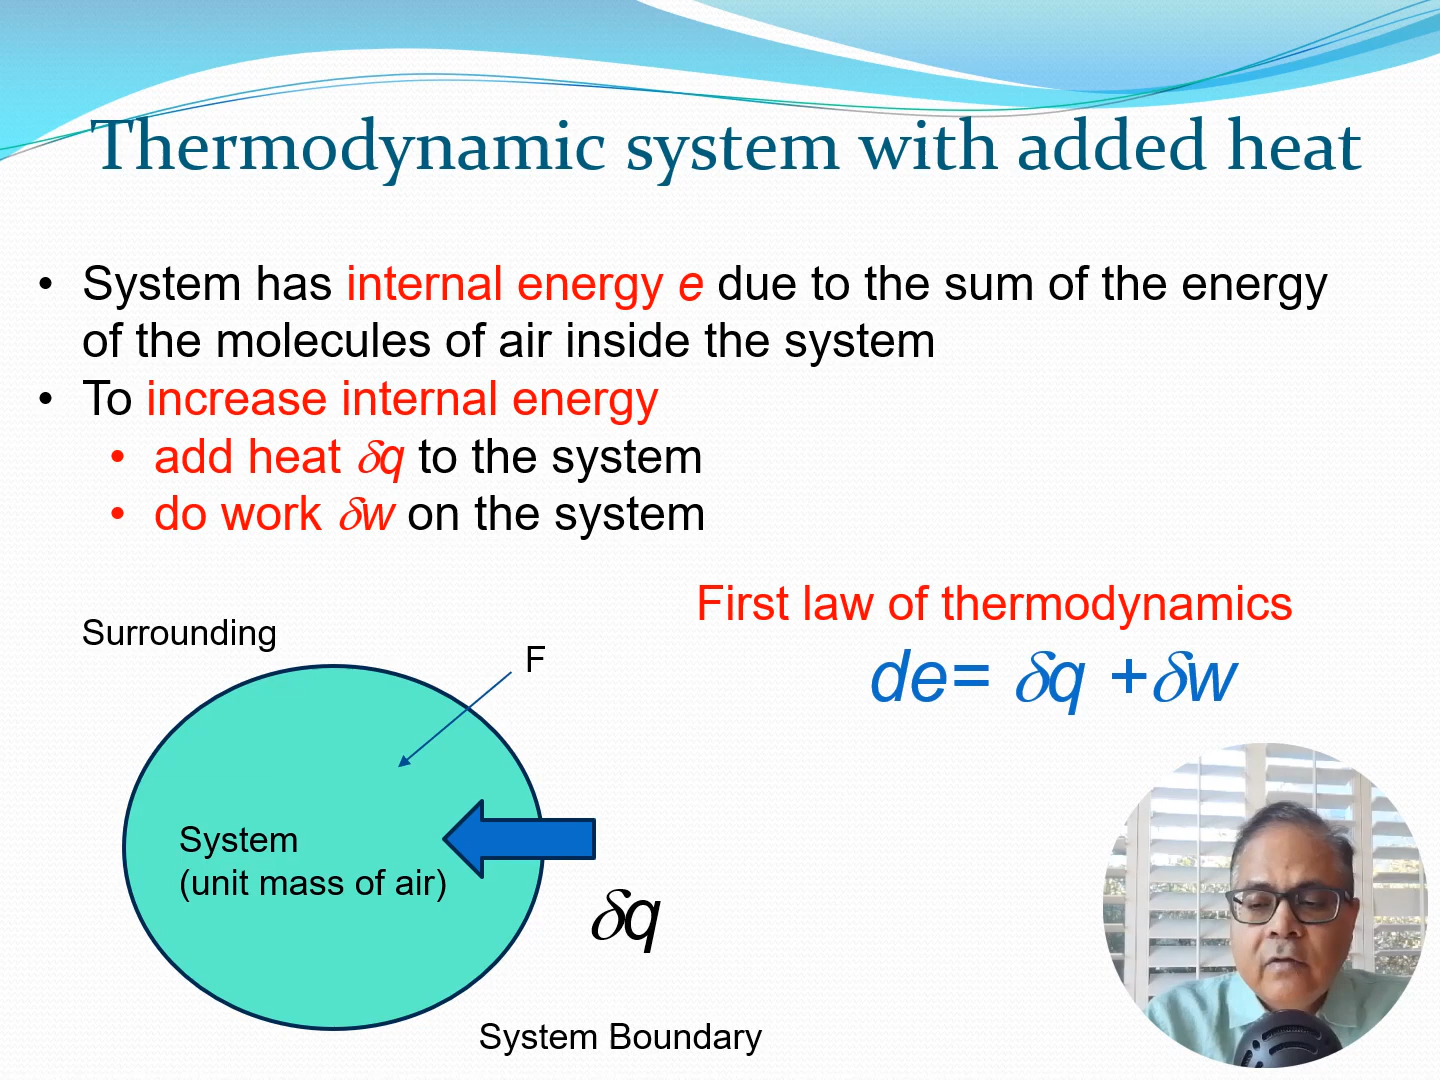 Thermodynamic system with added heat
• System has internal energy e due to the sum of the energy
of the molecules of air inside the system
• To increase internal energy
• add heat δq to the system
• do work δw on the system
First law of thermodynamics
de= δq +δw
Surrounding
F
System
(unit mass of air)
δq
System Boundary